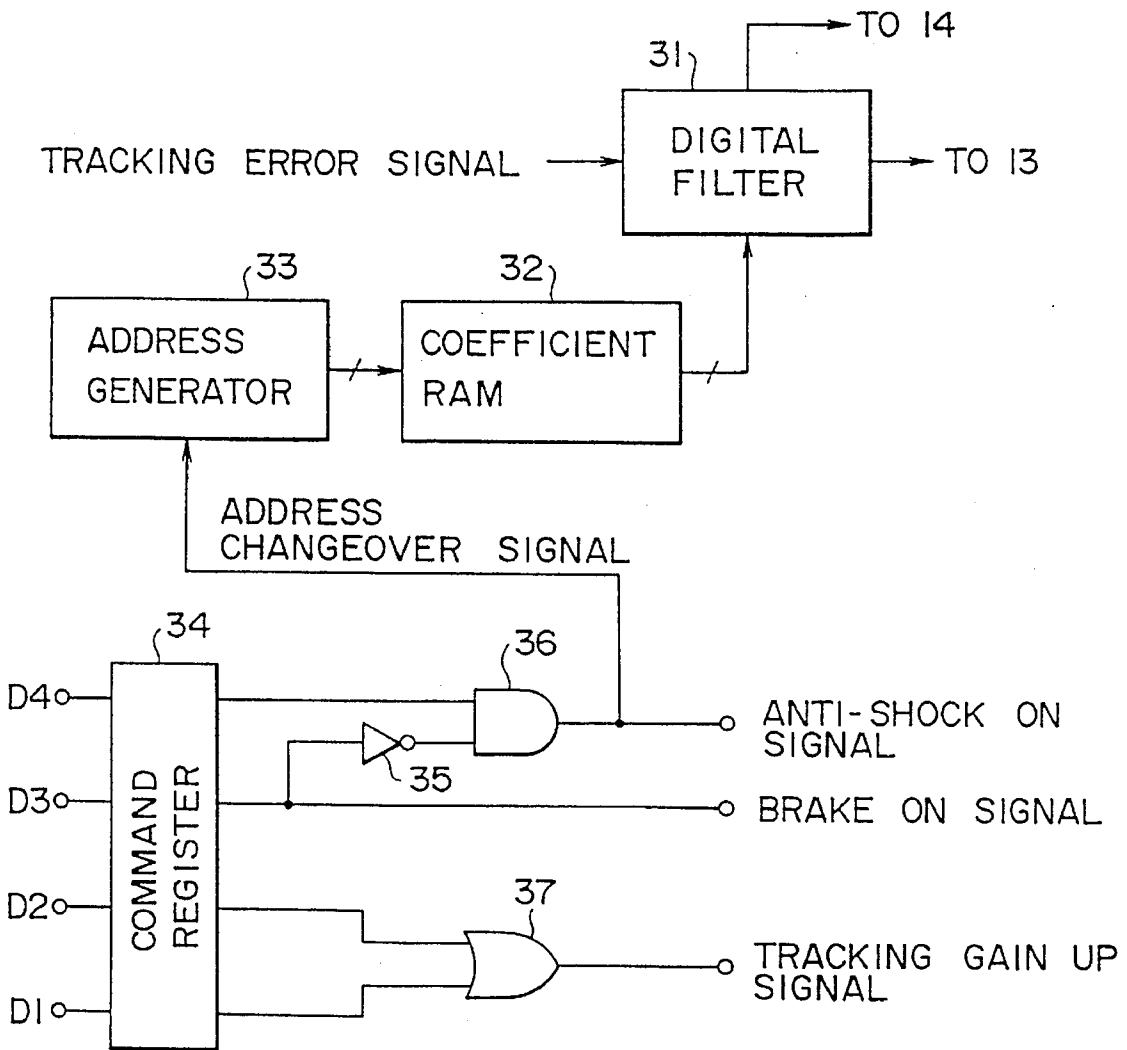 TO 14
31
DIGITAL
FILTER
TRACKING ERROR SIGNAL
TO 13
33
ADDRESS
GENERATOR
32
COEFFICIENT
RAM
ADDRESS
CHANGEOVER SIGNAL
34
COMMAND
REGISTER
D4
D3
D2
D1
36
35
ANTI-SHOCK ON
SIGNAL
BRAKE ON SIGNAL
37
TRACKING GAIN UP
SIGNAL